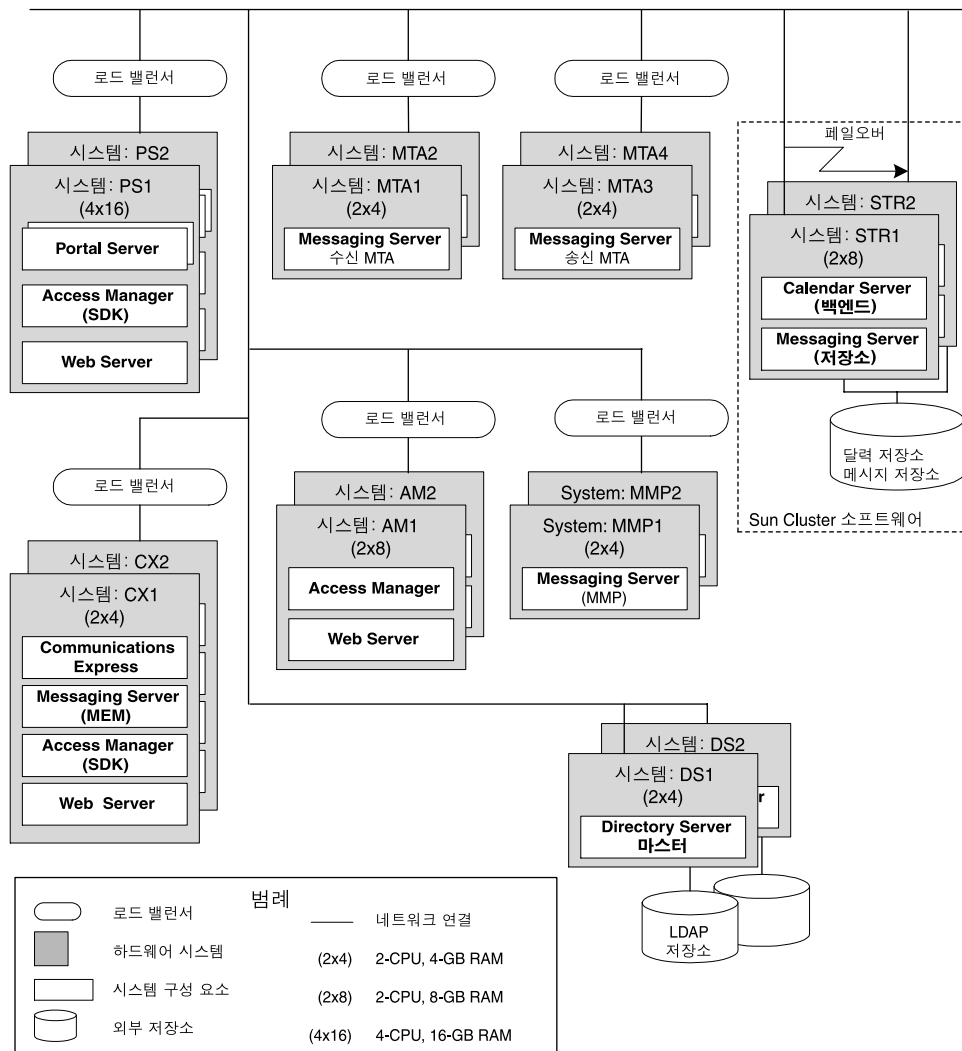 로드 밸런서
시스템: PS2
시스템: PS1
(4x16)
Portal Server
Access Manager
(SDK)
Web Server
로드 밸런서
시스템: MTA2
시스템: MTA1
(2x4)
Messaging Server
수신 MTA
로드 밸런서
시스템: MTA4
시스템: MTA3
(2x4)
Messaging Server
송신 MTA
페일오버
시스템: STR2
시스템: STR1
(2x8)
Calendar Server
(백엔드)
Messaging Server
(저장소)
달력 저장소
메시지 저장소
Sun Cluster 소프트웨어
로드 밸런서
시스템: CX2
시스템: CX1
(2x4)
Communications
Express
Messaging Server
(MEM)
Access Manager
(SDK)
Web Server
로드 밸런서
시스템: AM2
시스템: AM1
(2x8)
Access Manager
Web Server
로드 밸런서
System: MMP2
System: MMP1
(2x4)
Messaging Server
(MMP)
시스템: DS2
시스템: DS1
(2x4)
r
Directory Server
마스터
LDAP
저장소
범례
로드 밸런서
하드웨어 시스템
시스템 구성 요소
외부 저장소
네트워크 연결
(2x4) 2-CPU, 4-GB RAM
(2x8) 2-CPU, 8-GB RAM
(4x16) 4-CPU, 16-GB RAM